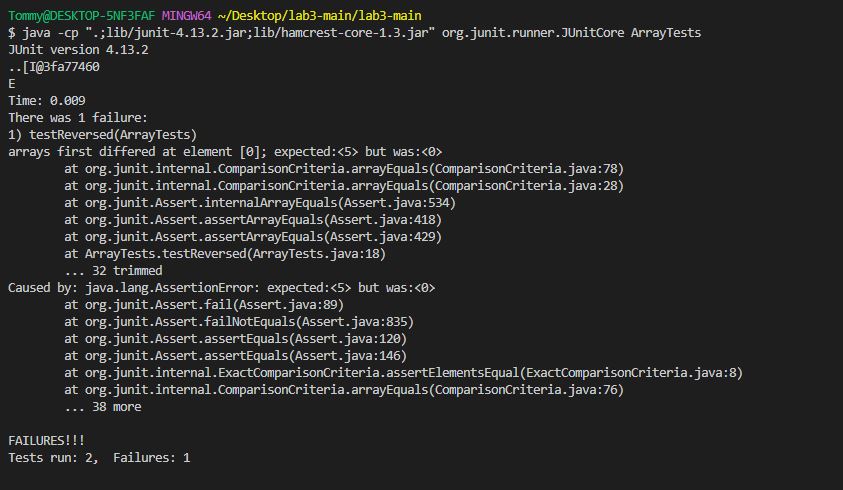 Tommy@DESKTOP-5NF3FAF MINGW64 ~/Desktop/lab3-main/lab3-main
$ java -cp ".;lib/junit-4.13.2.jar;lib/hamcrest-core-1.3.jar" org.junit.runner.JUnitCore ArrayTests
JUnit version 4.13.2
..[I@3fa77460
E
Time: 0.009
There was 1 failure:
1) testReversed(ArrayTests)
arrays first differed at element [0]; expected:<5> but was:<0>
        at org.junit.internal.ComparisonCriteria.arrayEquals(ComparisonCriteria.java:78)
        at org.junit.internal.ComparisonCriteria.arrayEquals(ComparisonCriteria.java:28)
        at org.junit.Assert.internalArrayEquals(Assert.java:534)
        at org.junit.Assert.assertArrayEquals(Assert.java:418)
        at org.junit.Assert.assertArrayEquals(Assert.java:429)
        at ArrayTests.testReversed(ArrayTests.java:18)
        ... 32 trimmed
Caused by: java.lang.AssertionError: expected:<5> but was:<0>
        at org.junit.Assert.fail(Assert.java:89)
        at org.junit.Assert.failNotEquals(Assert.java:835)
        at org.junit.Assert.assertEquals(Assert.java:120)
        at org.junit.Assert.assertEquals(Assert.java:146)
        at org.junit.internal.ExactComparisonCriteria.assertElementsEqual(ExactComparisonCriteria.java:8)
        at org.junit.internal.ComparisonCriteria.arrayEquals(ComparisonCriteria.java:76)
        ... 38 more

FAILURES!!!
Tests run: 2,  Failures: 1